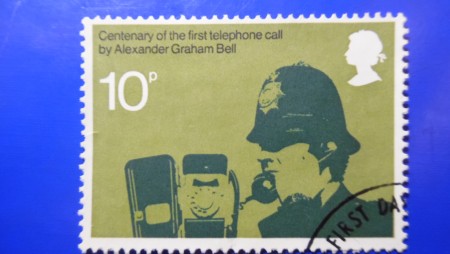 Centenary of the first telephone call
by Alexander Graham Bell
10p
FIRST DA